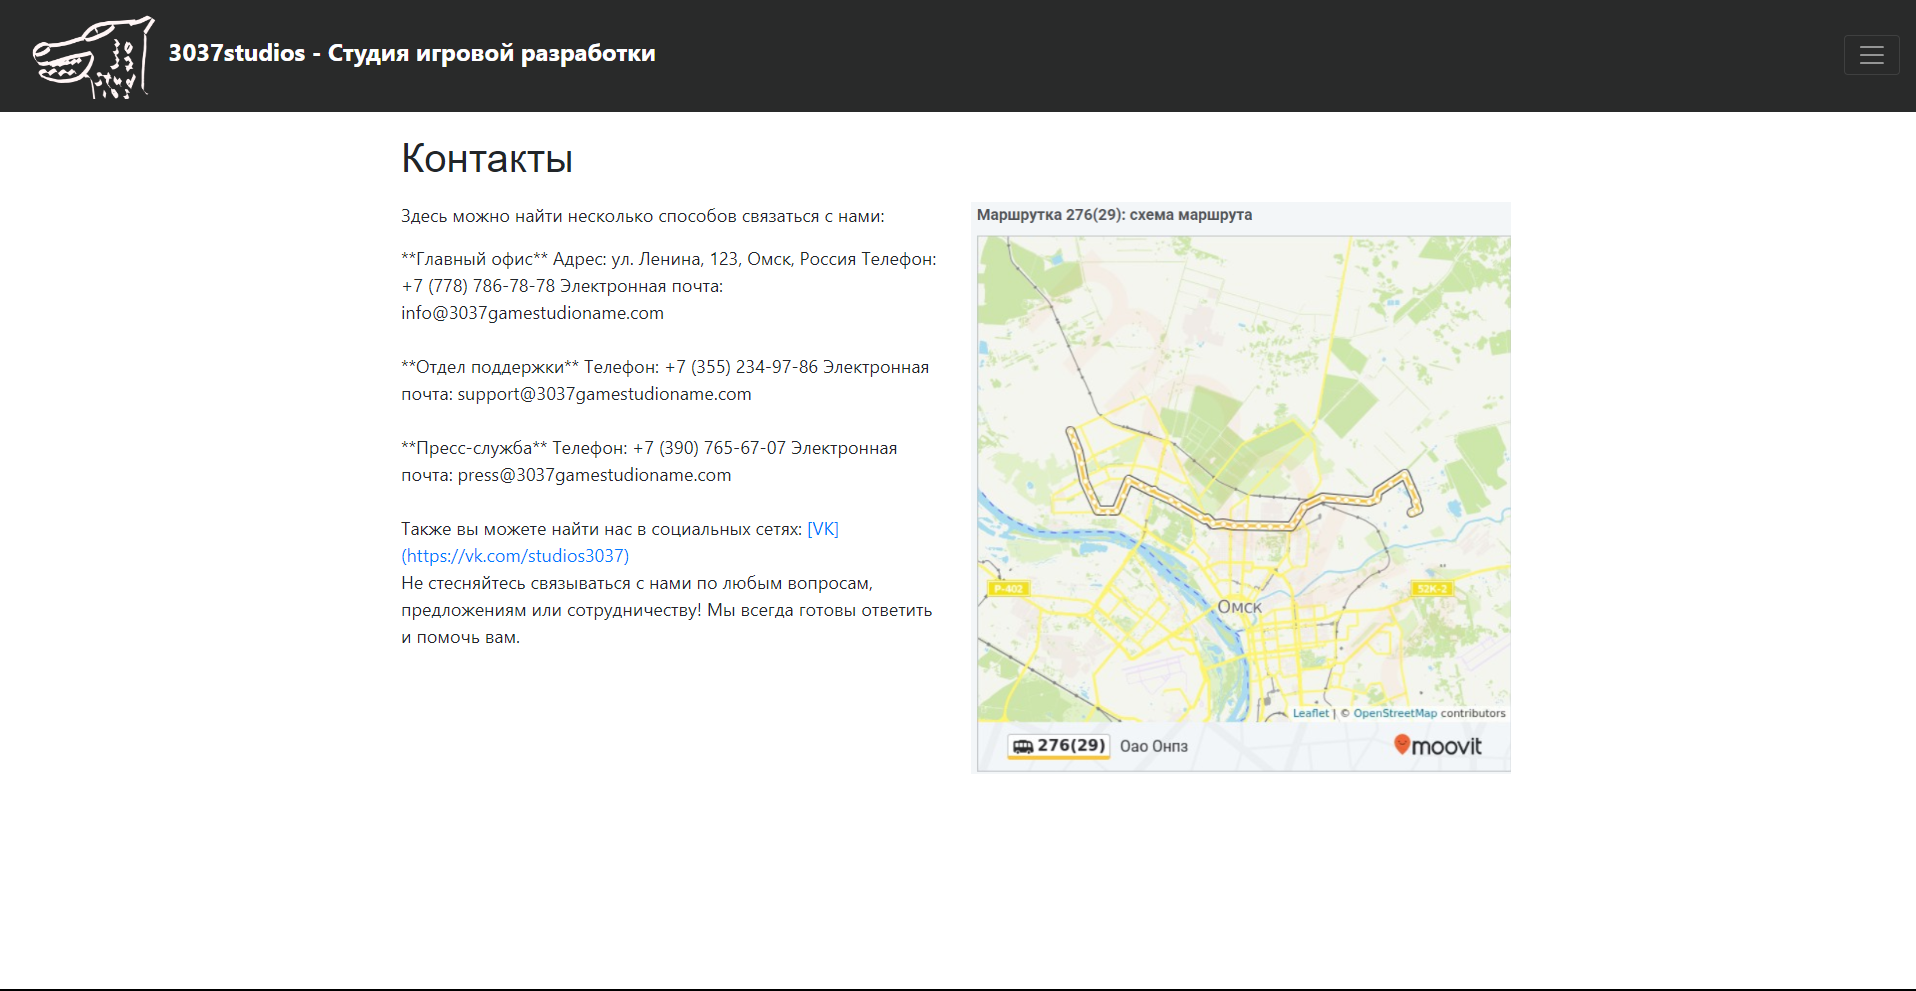 3037studios - Студия игровой разработки
Контакты
Здесь можно найти несколько способов связаться с нами:
**Главный офис** Адрес: ул. Ленина, 123, Омск, Россия Телефон:
+7 (778) 786-78-78 Электронная почта:
info@3037gamestudioname.com
**Отдел поддержки** Телефон: +7 (355) 234-97-86 Электронная
почта: support@3037gamestudioname.com
**Пресс-служба** Телефон: +7 (390) 765-67-07 Электронная
почта: press@3037gamestudioname.com
Также вы можете найти нас в социальных сетях: [VK]
(https://vk.com/studios3037)
Не стесняйтесь связываться с нами по любым вопросам,
предложениям или сотрудничеству! Мы всегда готовы ответить
и помочь вам.
Маршрутка 276(29): схема маршрута
Р-402
52К-2
Омск
Leaflet | © OpenStreetMap contributors
276(29) Оао Онпз
moovit